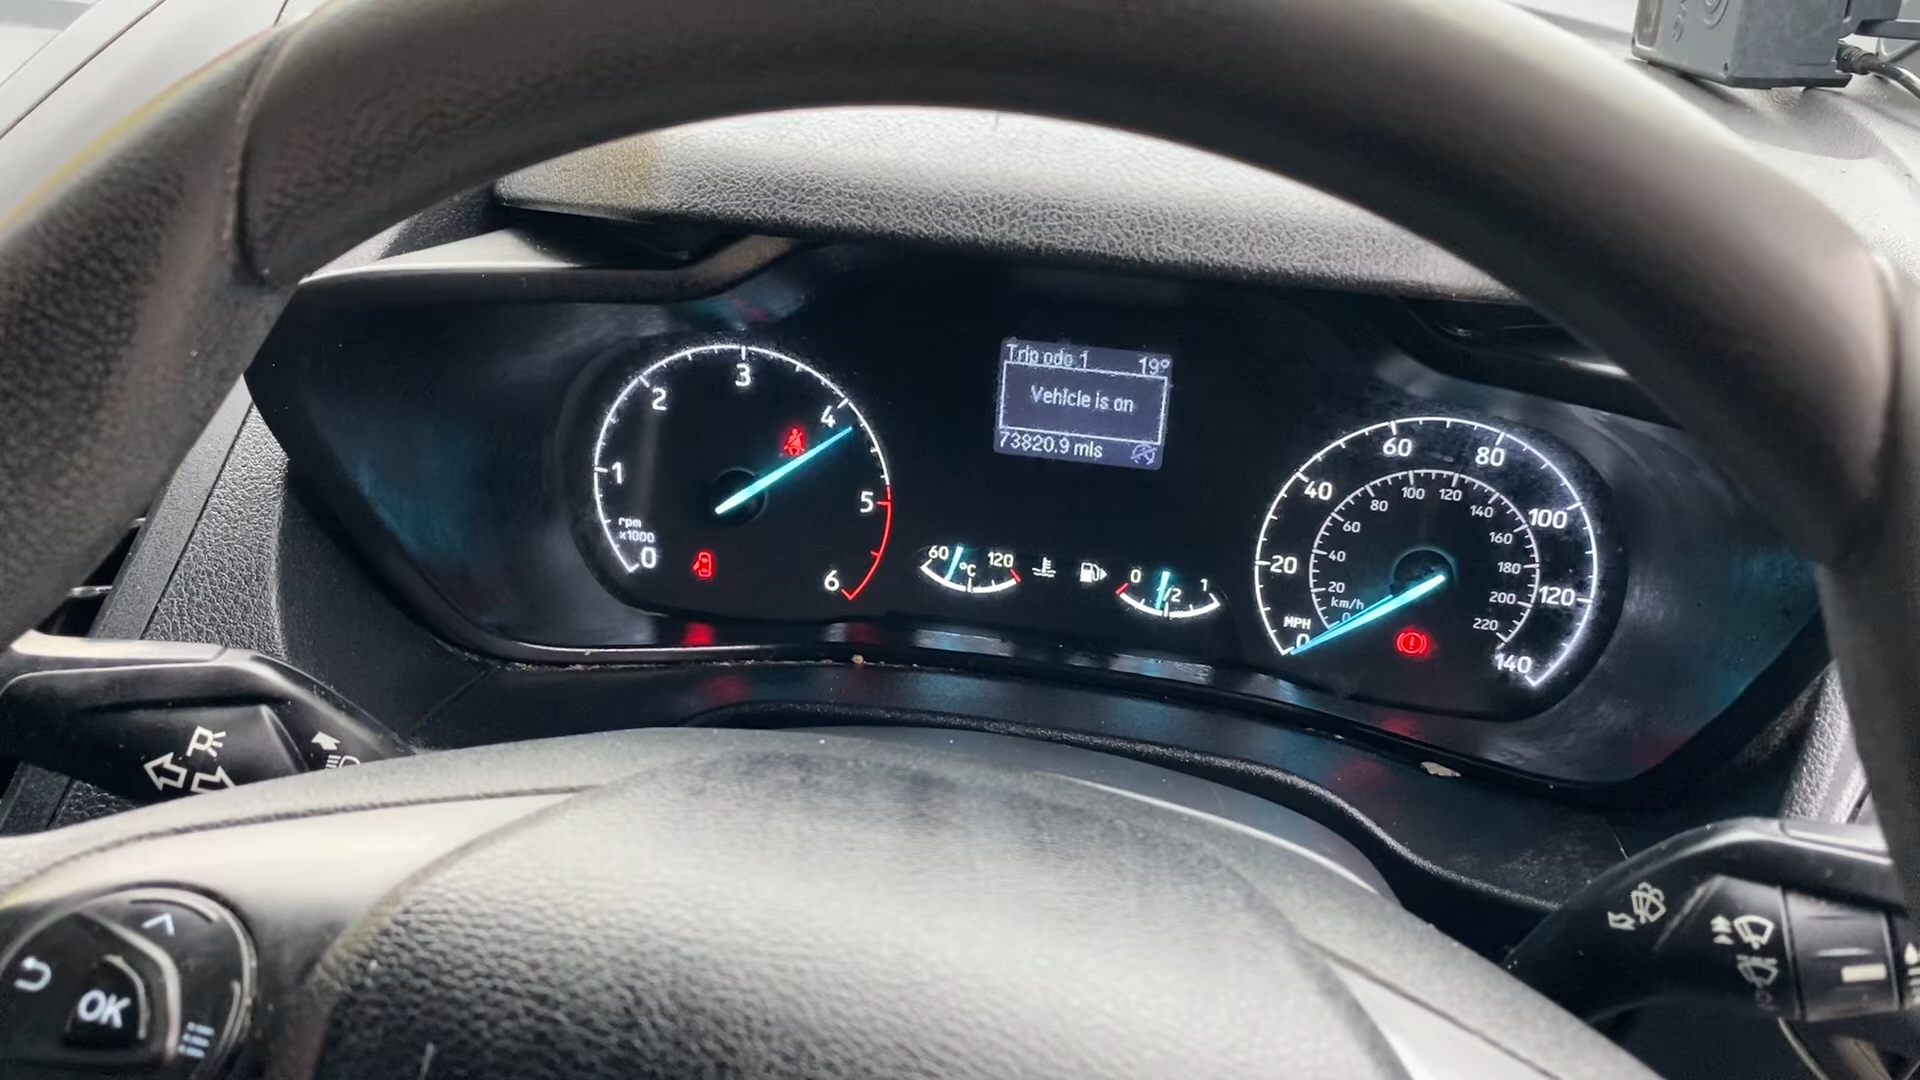 Trip odo 1 19°
Vehicle is on
73820.9 mls
0 1 2 3 4 5 6
rpm
x1000
60 120
°C
0 1/2 1
0 20 40 60 80 100 120 140
MPH
20 40 60 80 100 120 140 160 180 200 220
km/h
OK